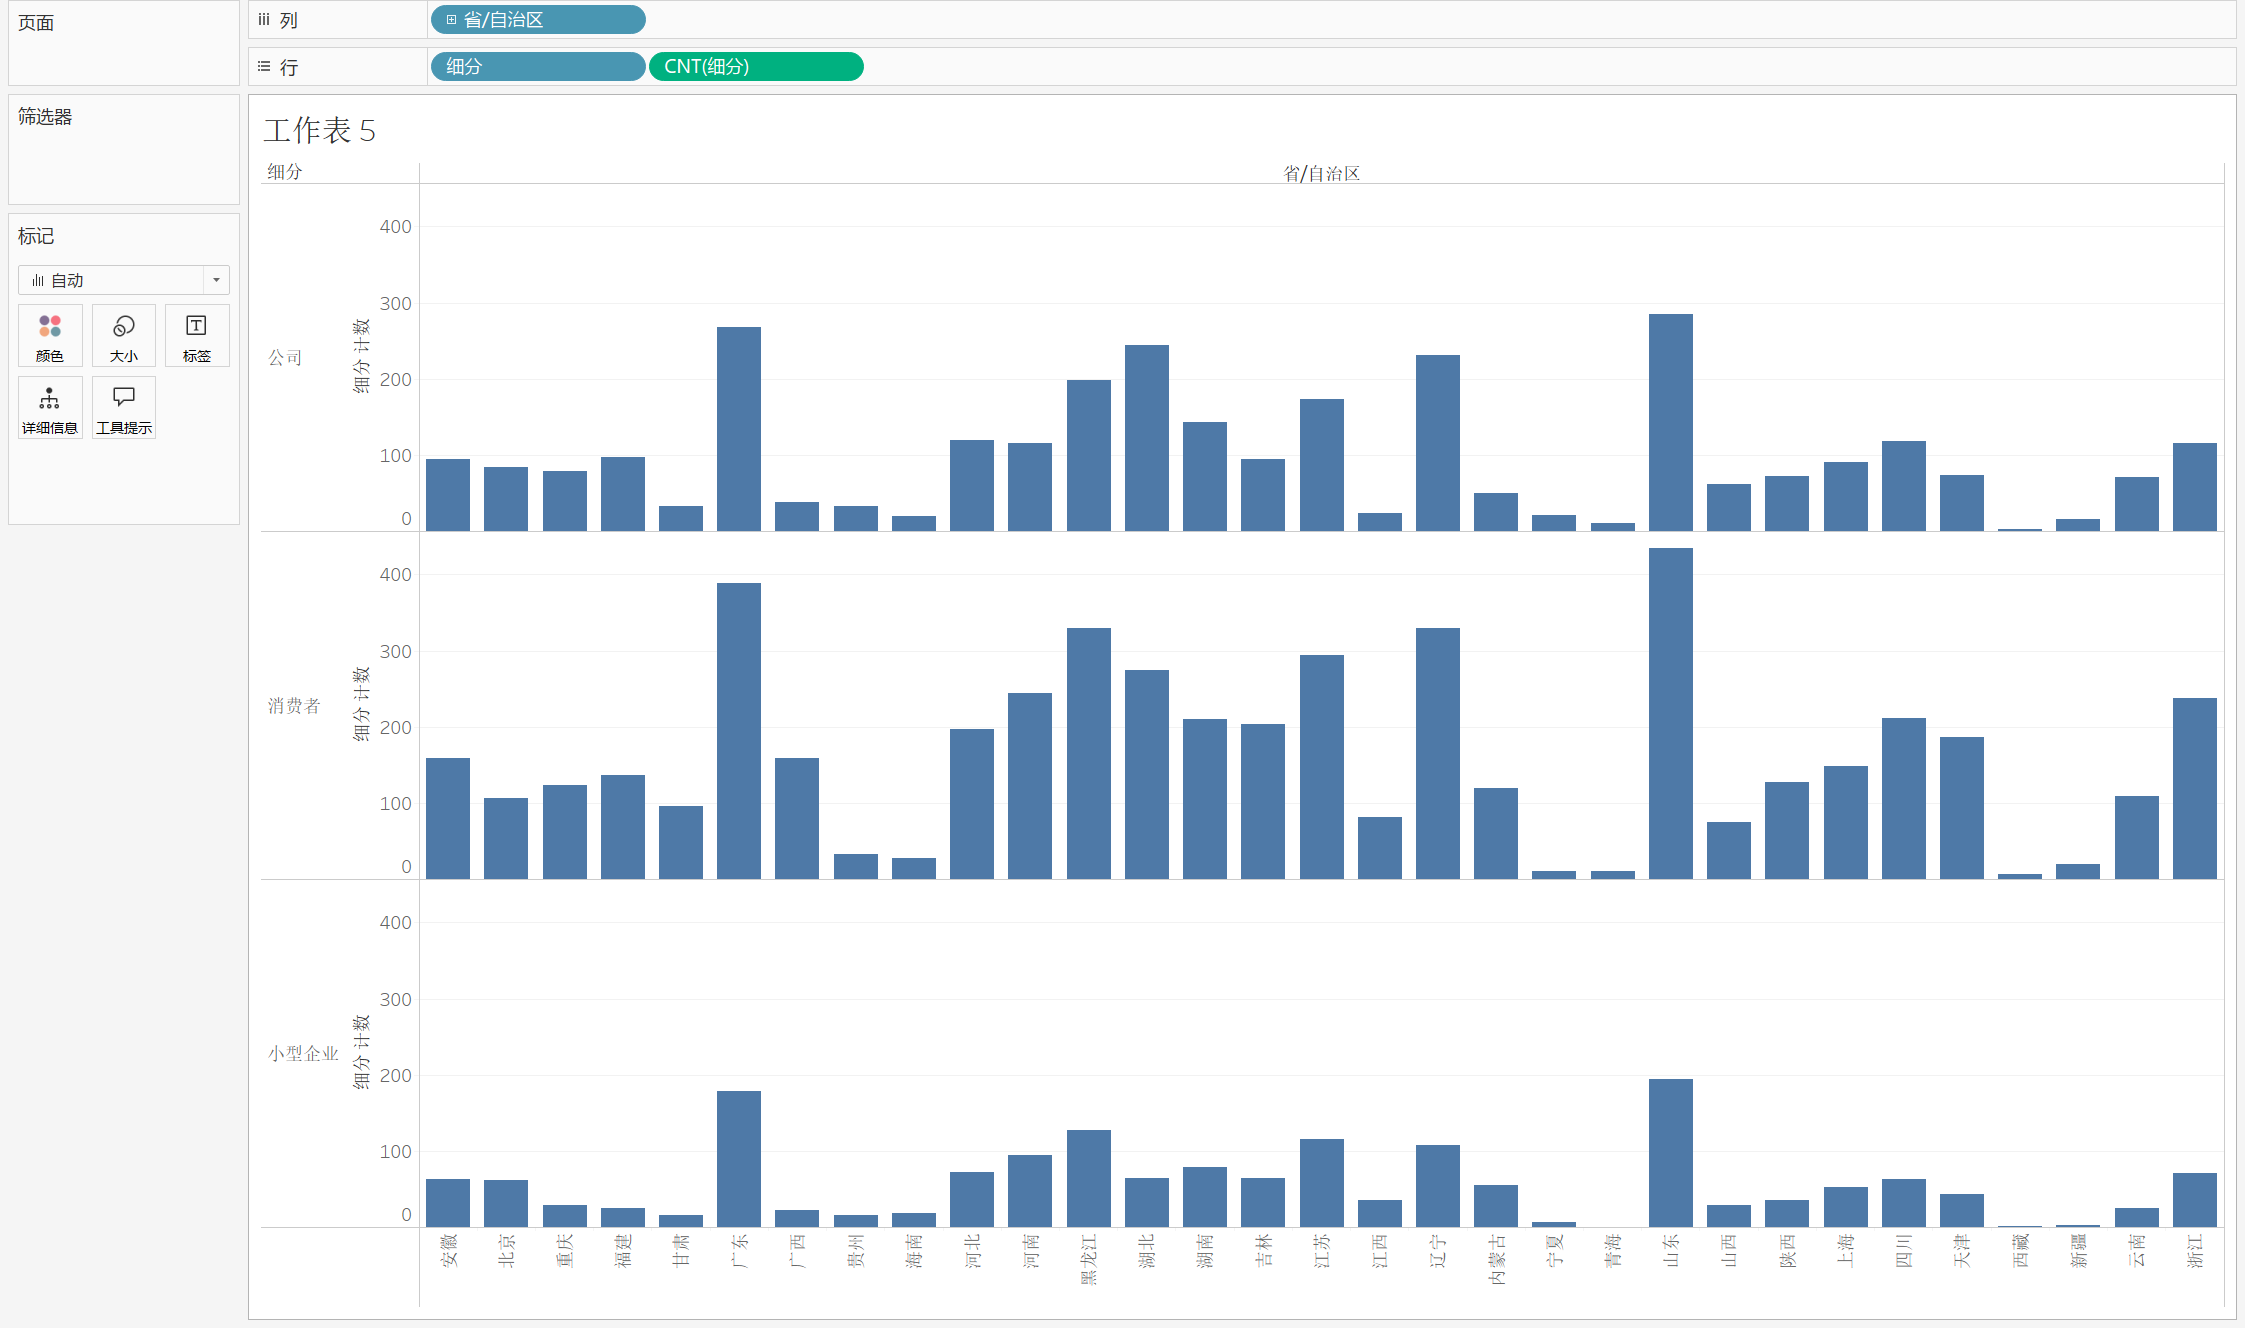 页面
列
省/自治区
行
细分
CNT(细分)
筛选器
标记
自动
颜色
大小
标签
详细信息
工具提示
工作表 5
细分
省/自治区
公司
细分 计数
400
300
200
100
0
消费者
细分 计数
400
300
200
100
0
小型企业
细分 计数
400
300
200
100
0
安徽
北京
重庆
福建
甘肃
广东
广西
贵州
海南
河北
河南
黑龙江
湖北
湖南
吉林
江苏
江西
辽宁
内蒙古
宁夏
青海
山东
山西
陕西
上海
四川
天津
西藏
新疆
云南
浙江